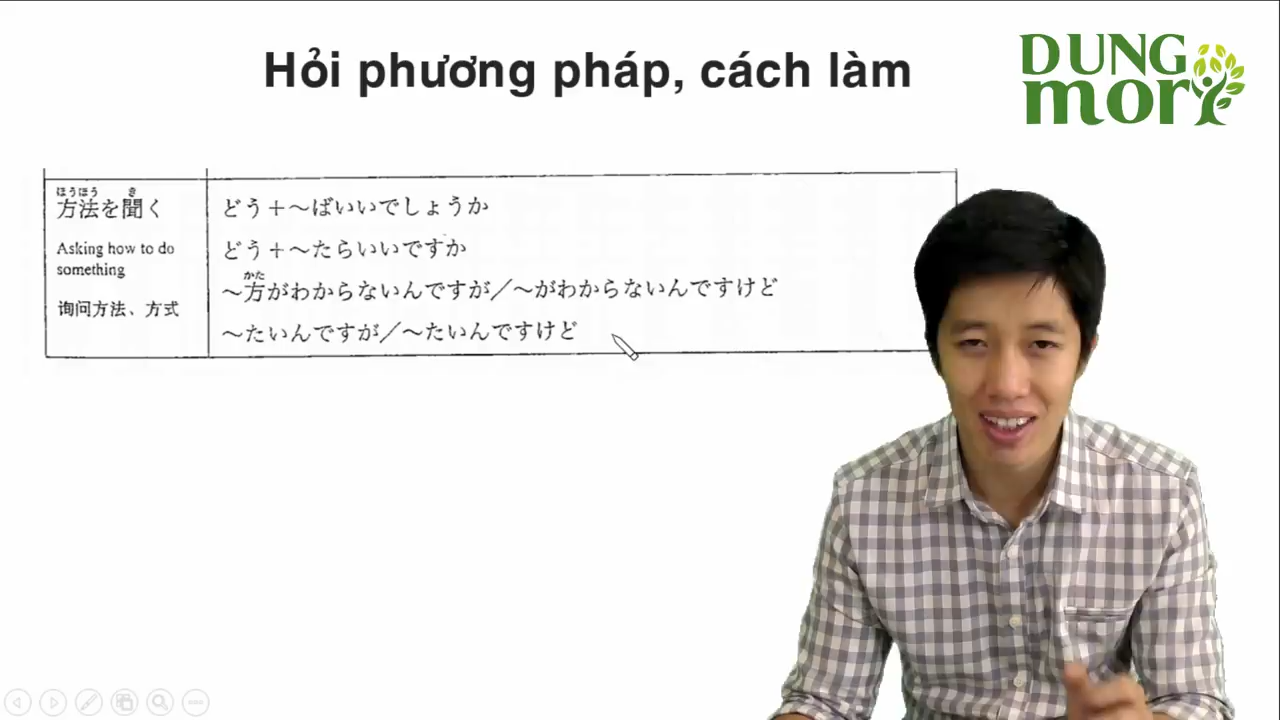 Hỏi phương pháp, cách làm
DUNG
mori
ほうほう き
方法を聞く
Asking how to do
something
询问方法、方式
どう＋～ばいいでしょうか
どう＋～たらいいですか
かた
～方がわからないんですが／～がわからないんですけど
～たいんですが／～たいんですけど